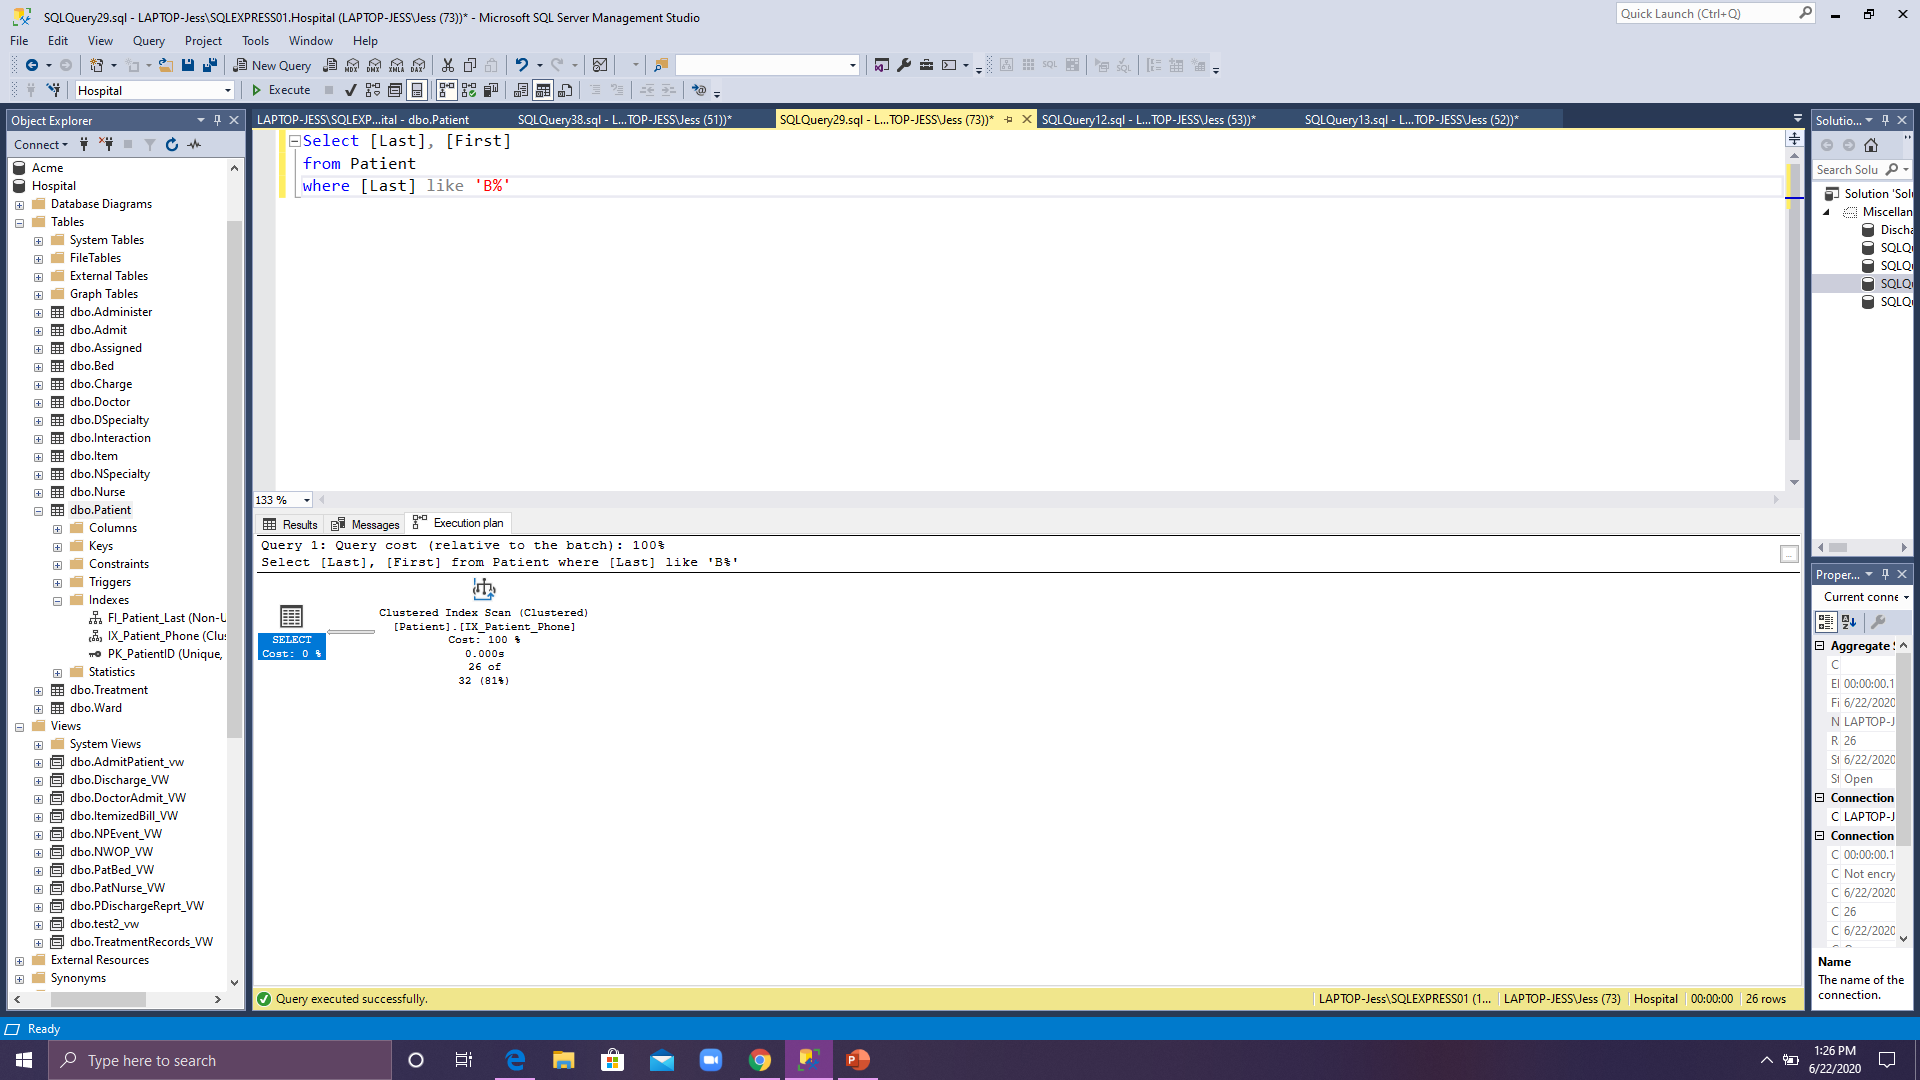 SQLQuery29.sql - LAPTOP-Jess\SQLEXPRESS01.Hospital (LAPTOP-JESS\Jess (73))* - Microsoft SQL Server Management Studio
Quick Launch (Ctrl+Q)
File Edit View Query Project Tools Window Help
New Query MDX DMX XMLA DAX
Hospital Execute
Object Explorer
Connect
Acme
Hospital
Database Diagrams
Tables
System Tables
FileTables
External Tables
Graph Tables
dbo.Administer
dbo.Admit
dbo.Assigned
dbo.Bed
dbo.Charge
dbo.Doctor
dbo.DSpecialty
dbo.Interaction
dbo.Item
dbo.NSpecialty
dbo.Nurse
dbo.Patient
Columns
Keys
Constraints
Triggers
Indexes
FI_Patient_Last (Non-U
IX_Patient_Phone (Clus
PK_PatientID (Unique,
Statistics
dbo.Treatment
dbo.Ward
Views
System Views
dbo.AdmitPatient_vw
dbo.Discharge_VW
dbo.DoctorAdmit_VW
dbo.ItemizedBill_VW
dbo.NPEvent_VW
dbo.NWOP_VW
dbo.PatBed_VW
dbo.PatNurse_VW
dbo.PDischargeReprt_VW
dbo.test2_vw
dbo.TreatmentRecords_VW
External Resources
Synonyms
LAPTOP-JESS\SQLEXP...ital - dbo.Patient SQLQuery38.sql - L...TOP-JESS\Jess (51))* SQLQuery29.sql - L...TOP-JESS\Jess (73))* SQLQuery12.sql - L...TOP-JESS\Jess (53))* SQLQuery13.sql - L...TOP-JESS\Jess (52))*
Select [Last], [First]
from Patient
where [Last] like 'B%'
133 %
Results Messages Execution plan
Query 1: Query cost (relative to the batch): 100%
Select [Last], [First] from Patient where [Last] like 'B%'
SELECT
Cost: 0 %
Clustered Index Scan (Clustered)
[Patient].[IX_Patient_Phone]
Cost: 100 %
0.000s
26 of
32 (81%)
Query executed successfully. LAPTOP-Jess\SQLEXPRESS01 (1... LAPTOP-JESS\Jess (73) Hospital 00:00:00 26 rows
Solutio...
Search Solu
Solution 'Sol
Miscellan
Discha
SQLQu
SQLQu
SQLQu
SQLQu
Proper...
Current conne
Aggregate S
C
El 00:00:00.1
Fi 6/22/2020
N LAPTOP-J
R 26
St 6/22/2020
St Open
Connection
C LAPTOP-J
Connection
C 00:00:00.1
C Not encry
C 6/22/2020
C 26
C 6/22/2020
Name
The name of the
connection.
Ready
Type here to search
1:26 PM
6/22/2020